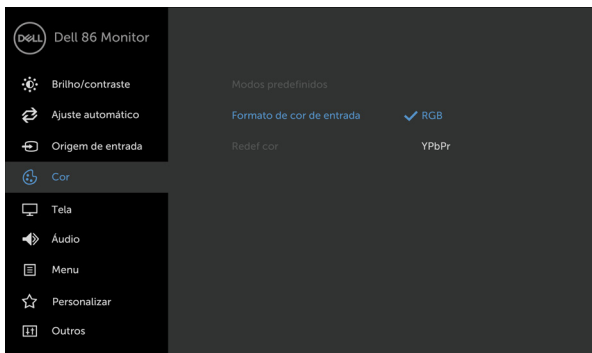 DELL
Dell 86 Monitor
Brilho/contraste
Ajuste automático
Origem de entrada
Cor
Tela
Áudio
Menu
Personalizar
Outros
Modos predefinidos
Formato de cor de entrada
RGB
Redef cor
YPbPr